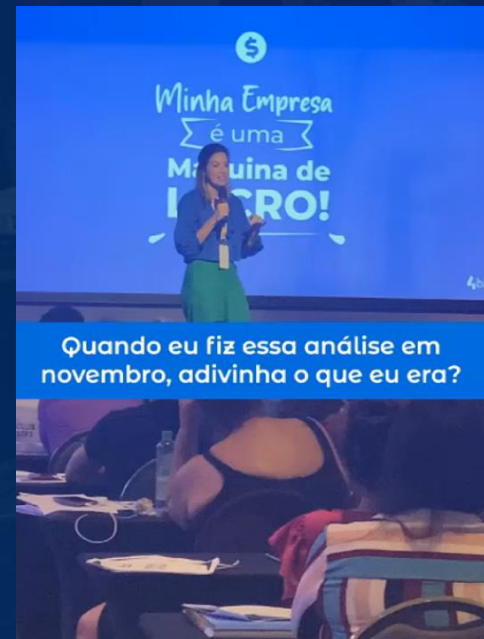 $
Minha Empresa
é uma
de
Quando eu fiz essa análise em
novembro, adivinha o que eu era?